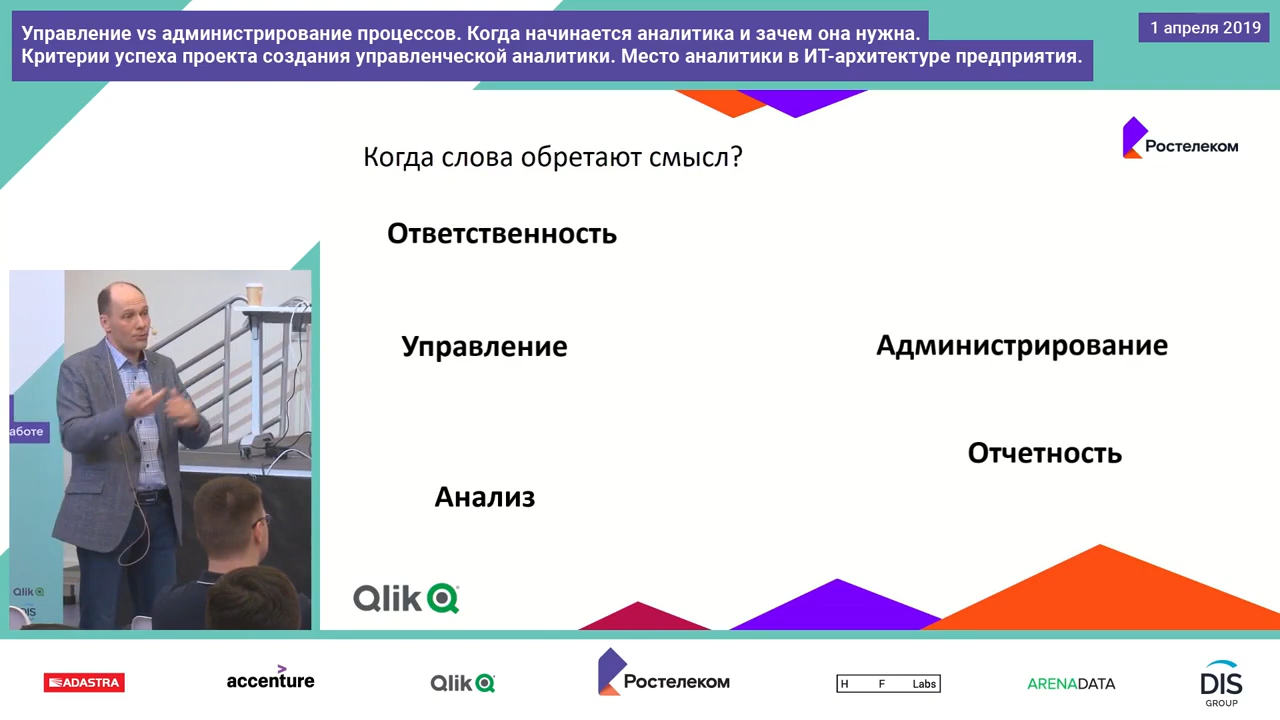 Управление vs администрирование процессов. Когда начинается аналитика и зачем она нужна.
Критерии успеха проекта создания управленческой аналитики. Место аналитики в ИТ-архитектуре предприятия.
1 апреля 2019
Когда слова обретают смысл?
Ростелеком
Ответственность
Управление
Администрирование
Отчетность
Анализ
Qlik
аботе
Qlik
DIS
ADASTRA
accenture
Qlik
Ростелеком
H F Labs
ARENADATA
DIS
GROUP